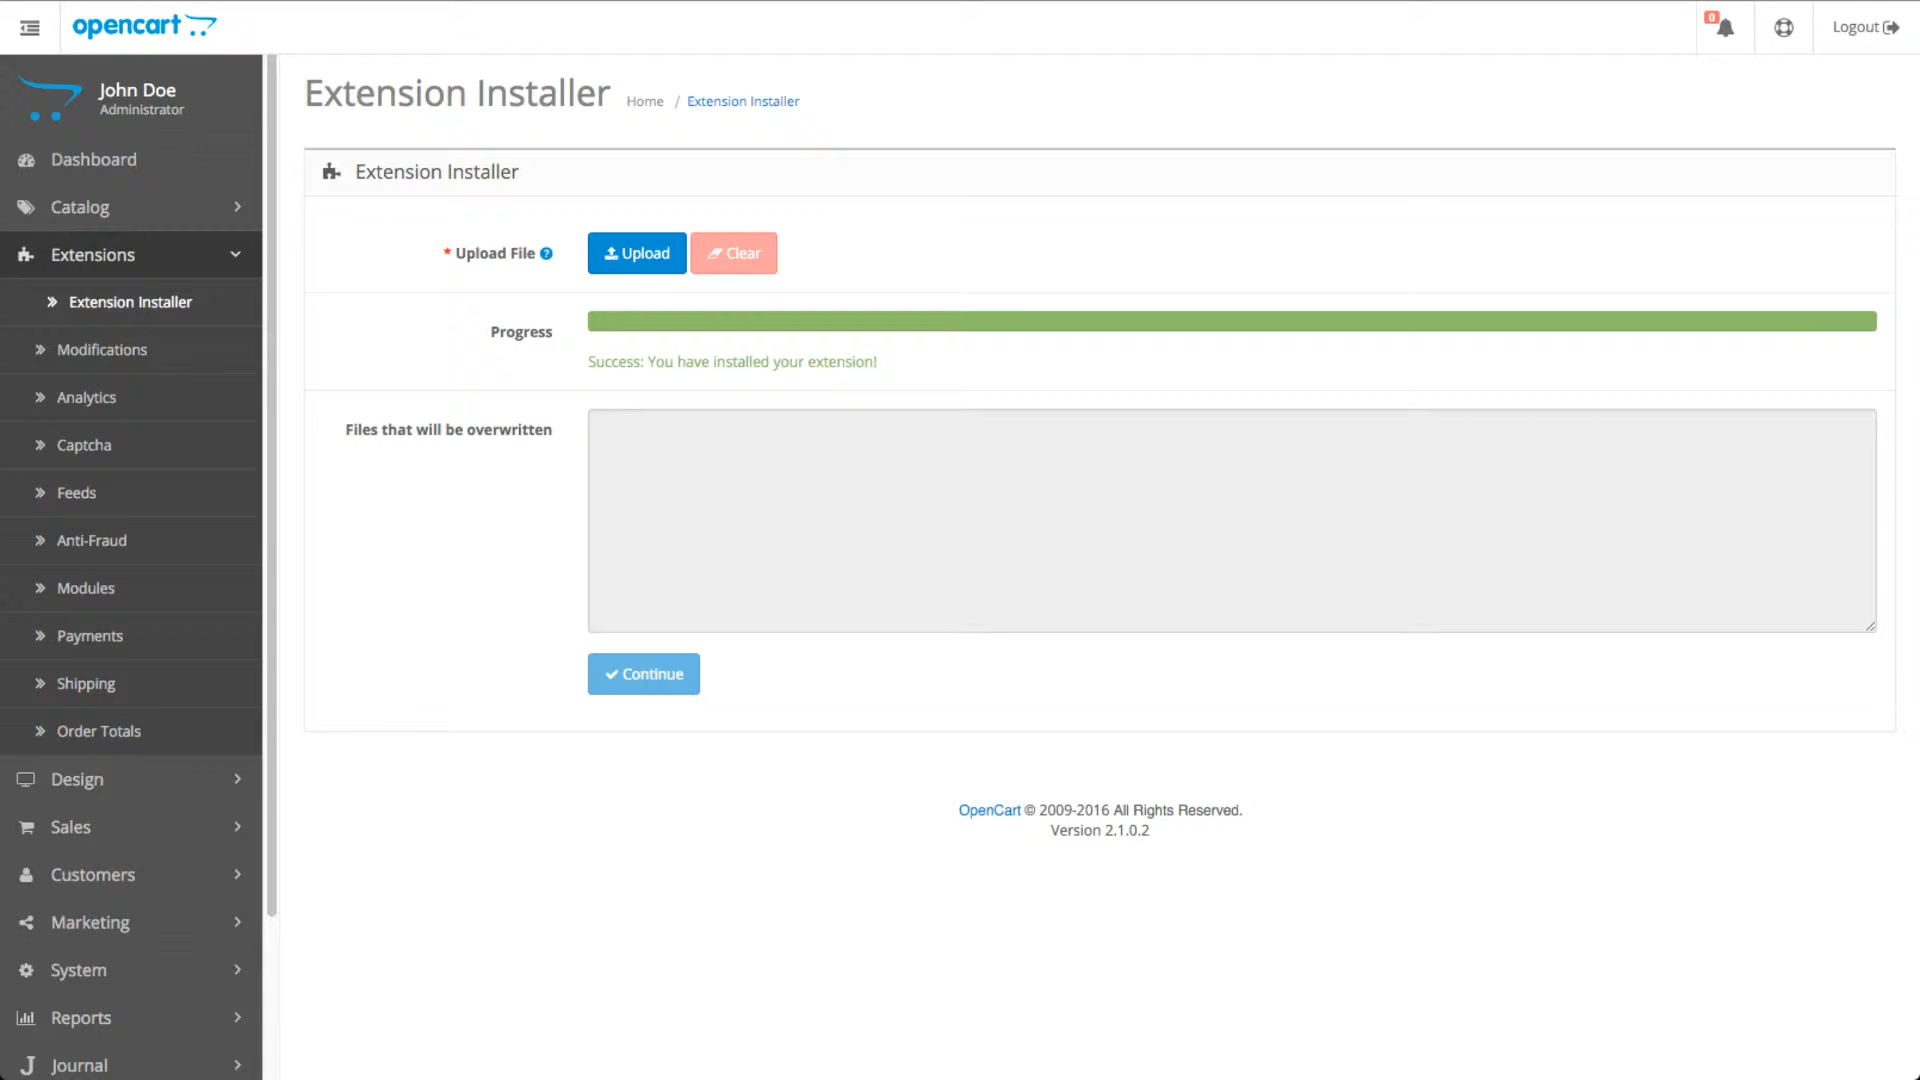 opencart
0
Logout
John Doe
Administrator
Dashboard
Catalog
Extensions
Extension Installer
Modifications
Analytics
Captcha
Feeds
Anti-Fraud
Modules
Payments
Shipping
Order Totals
Design
Sales
Customers
Marketing
System
Reports
Journal
Extension Installer
Home / Extension Installer
Extension Installer
* Upload File ?
Upload
Clear
Progress
Success: You have installed your extension!
Files that will be overwritten
Continue
OpenCart © 2009-2016 All Rights Reserved.
Version 2.1.0.2